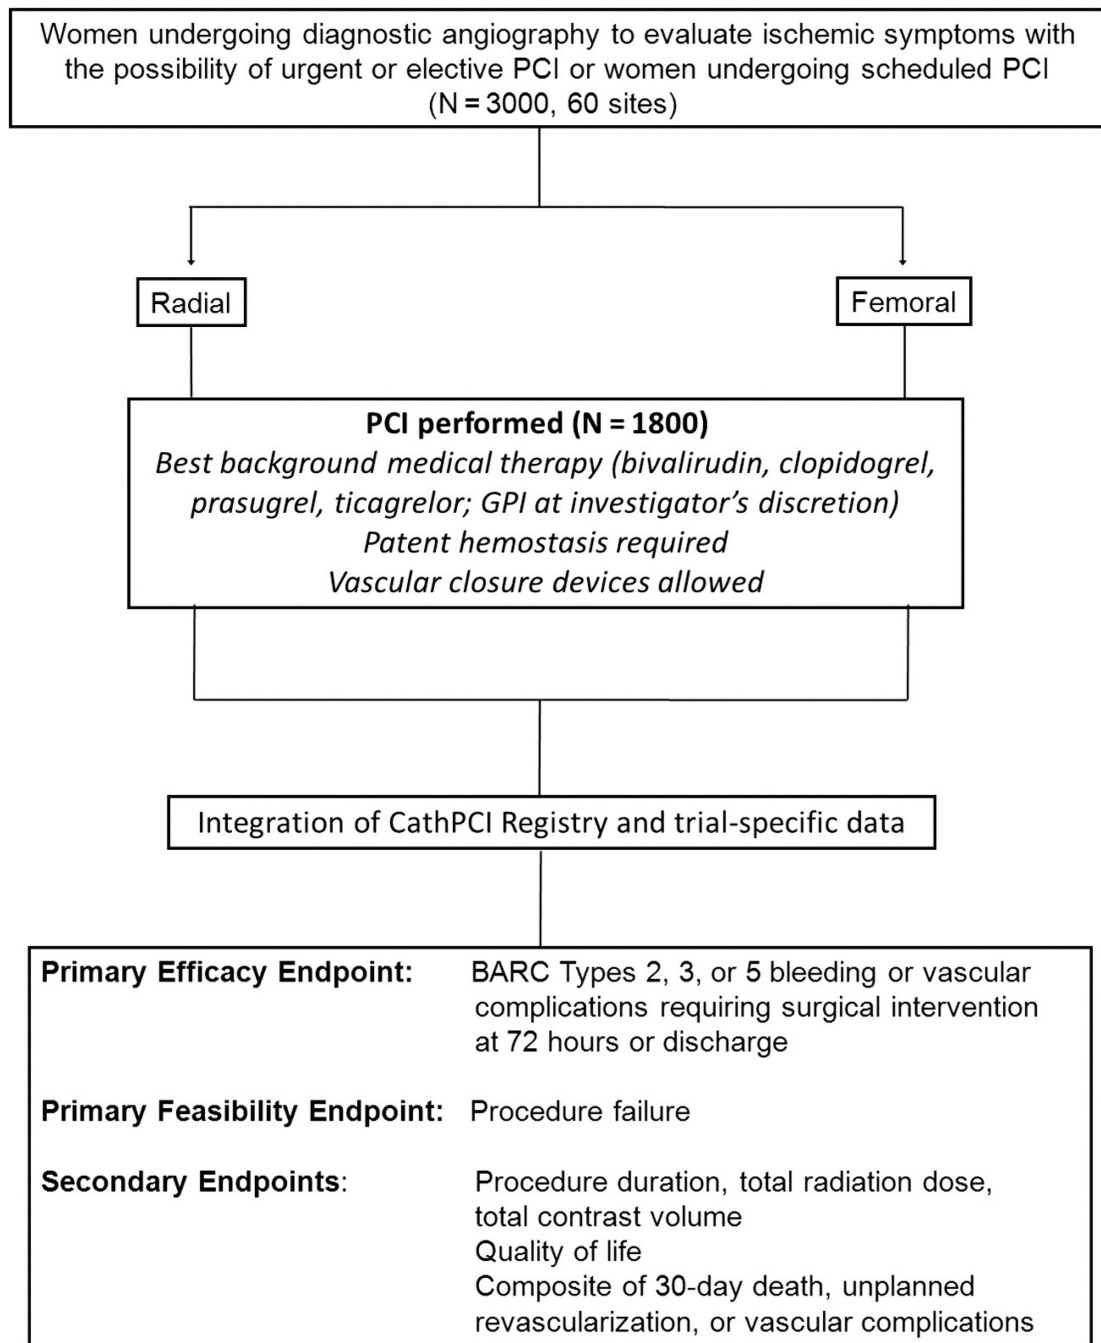 Women undergoing diagnostic angiography to evaluate ischemic symptoms with
the possibility of urgent or elective PCI or women undergoing scheduled PCI
(N = 3000, 60 sites)
Radial
Femoral
PCI performed (N = 1800)
Best background medical therapy (bivalirudin, clopidogrel,
prasugrel, ticagrelor; GPI at investigator's discretion)
Patent hemostasis required
Vascular closure devices allowed
Integration of CathPCI Registry and trial-specific data
Primary Efficacy Endpoint: BARC Types 2, 3, or 5 bleeding or vascular
complications requiring surgical intervention
at 72 hours or discharge
Primary Feasibility Endpoint: Procedure failure
Secondary Endpoints: Procedure duration, total radiation dose,
total contrast volume
Quality of life
Composite of 30-day death, unplanned
revascularization, or vascular complications